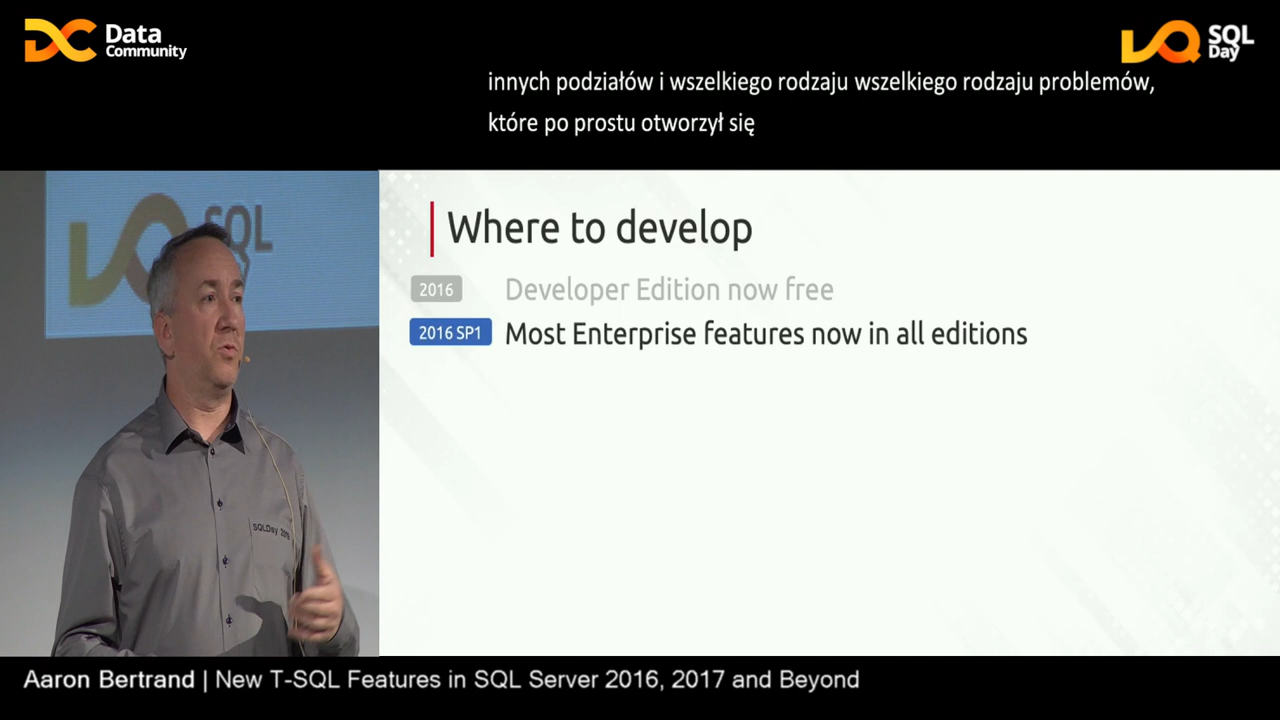 Data
Community
SQL
Day
innych podziałów i wszelkiego rodzaju wszelkiego rodzaju problemów,
które po prostu otworzył się
SQL
Where to develop
2016 Developer Edition now free
2016 SP1 Most Enterprise features now in all editions
SQLDay
Aaron Bertrand | New T-SQL Features in SQL Server 2016, 2017 and Beyond